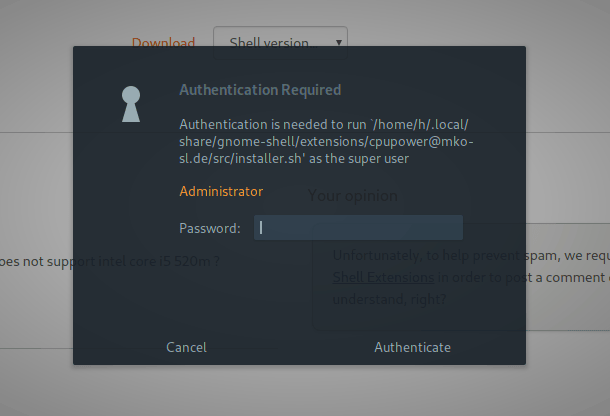 Download
Shell version...
Authentication Required
Authentication is needed to run `/home/h/.local/
share/gnome-shell/extensions/cpupower@mko-
sl.de/src/installer.sh' as the super user
Administrator
Your opinion
Password:
Unfortunately, to help prevent spam, we requ
oes not support intel core i5 520m ?
Shell Extensions in order to post a comment
understand, right?
Cancel
Authenticate